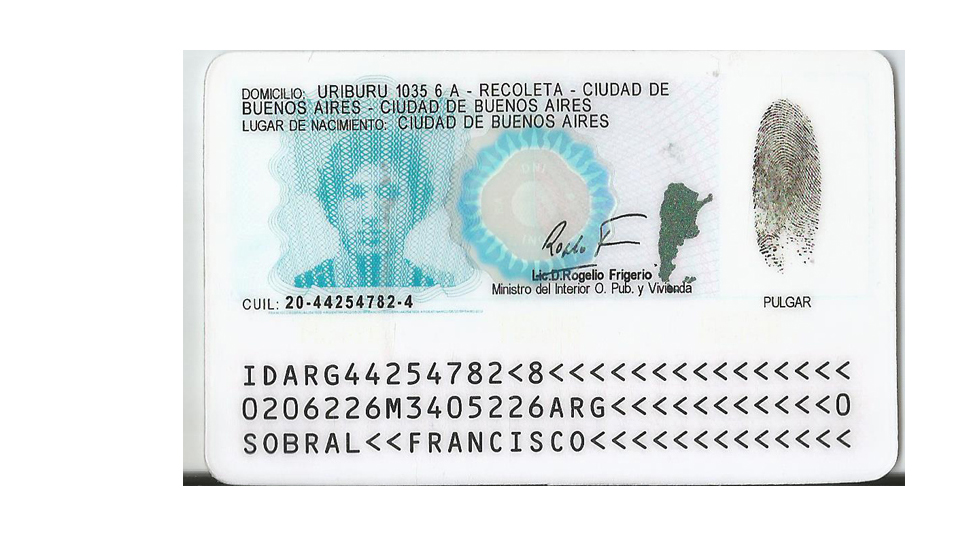 DOMICILIO: URIBURU 1035 6 A - RECOLETA - CIUDAD DE
BUENOS AIRES - CIUDAD DE BUENOS AIRES
LUGAR DE NACIMIENTO: CIUDAD DE BUENOS AIRES
Lic.D.Rogelio Frigerio
Ministro del Interior O. Pub. y Vivienda
CUIL: 20-44254782-4
PULGAR
IDARG44254782<8<<<<<<<<<<<<<<<
0206226M3405226ARG<<<<<<<<<<<0
SOBRAL<<FRANCISCO<<<<<<<<<<<<<